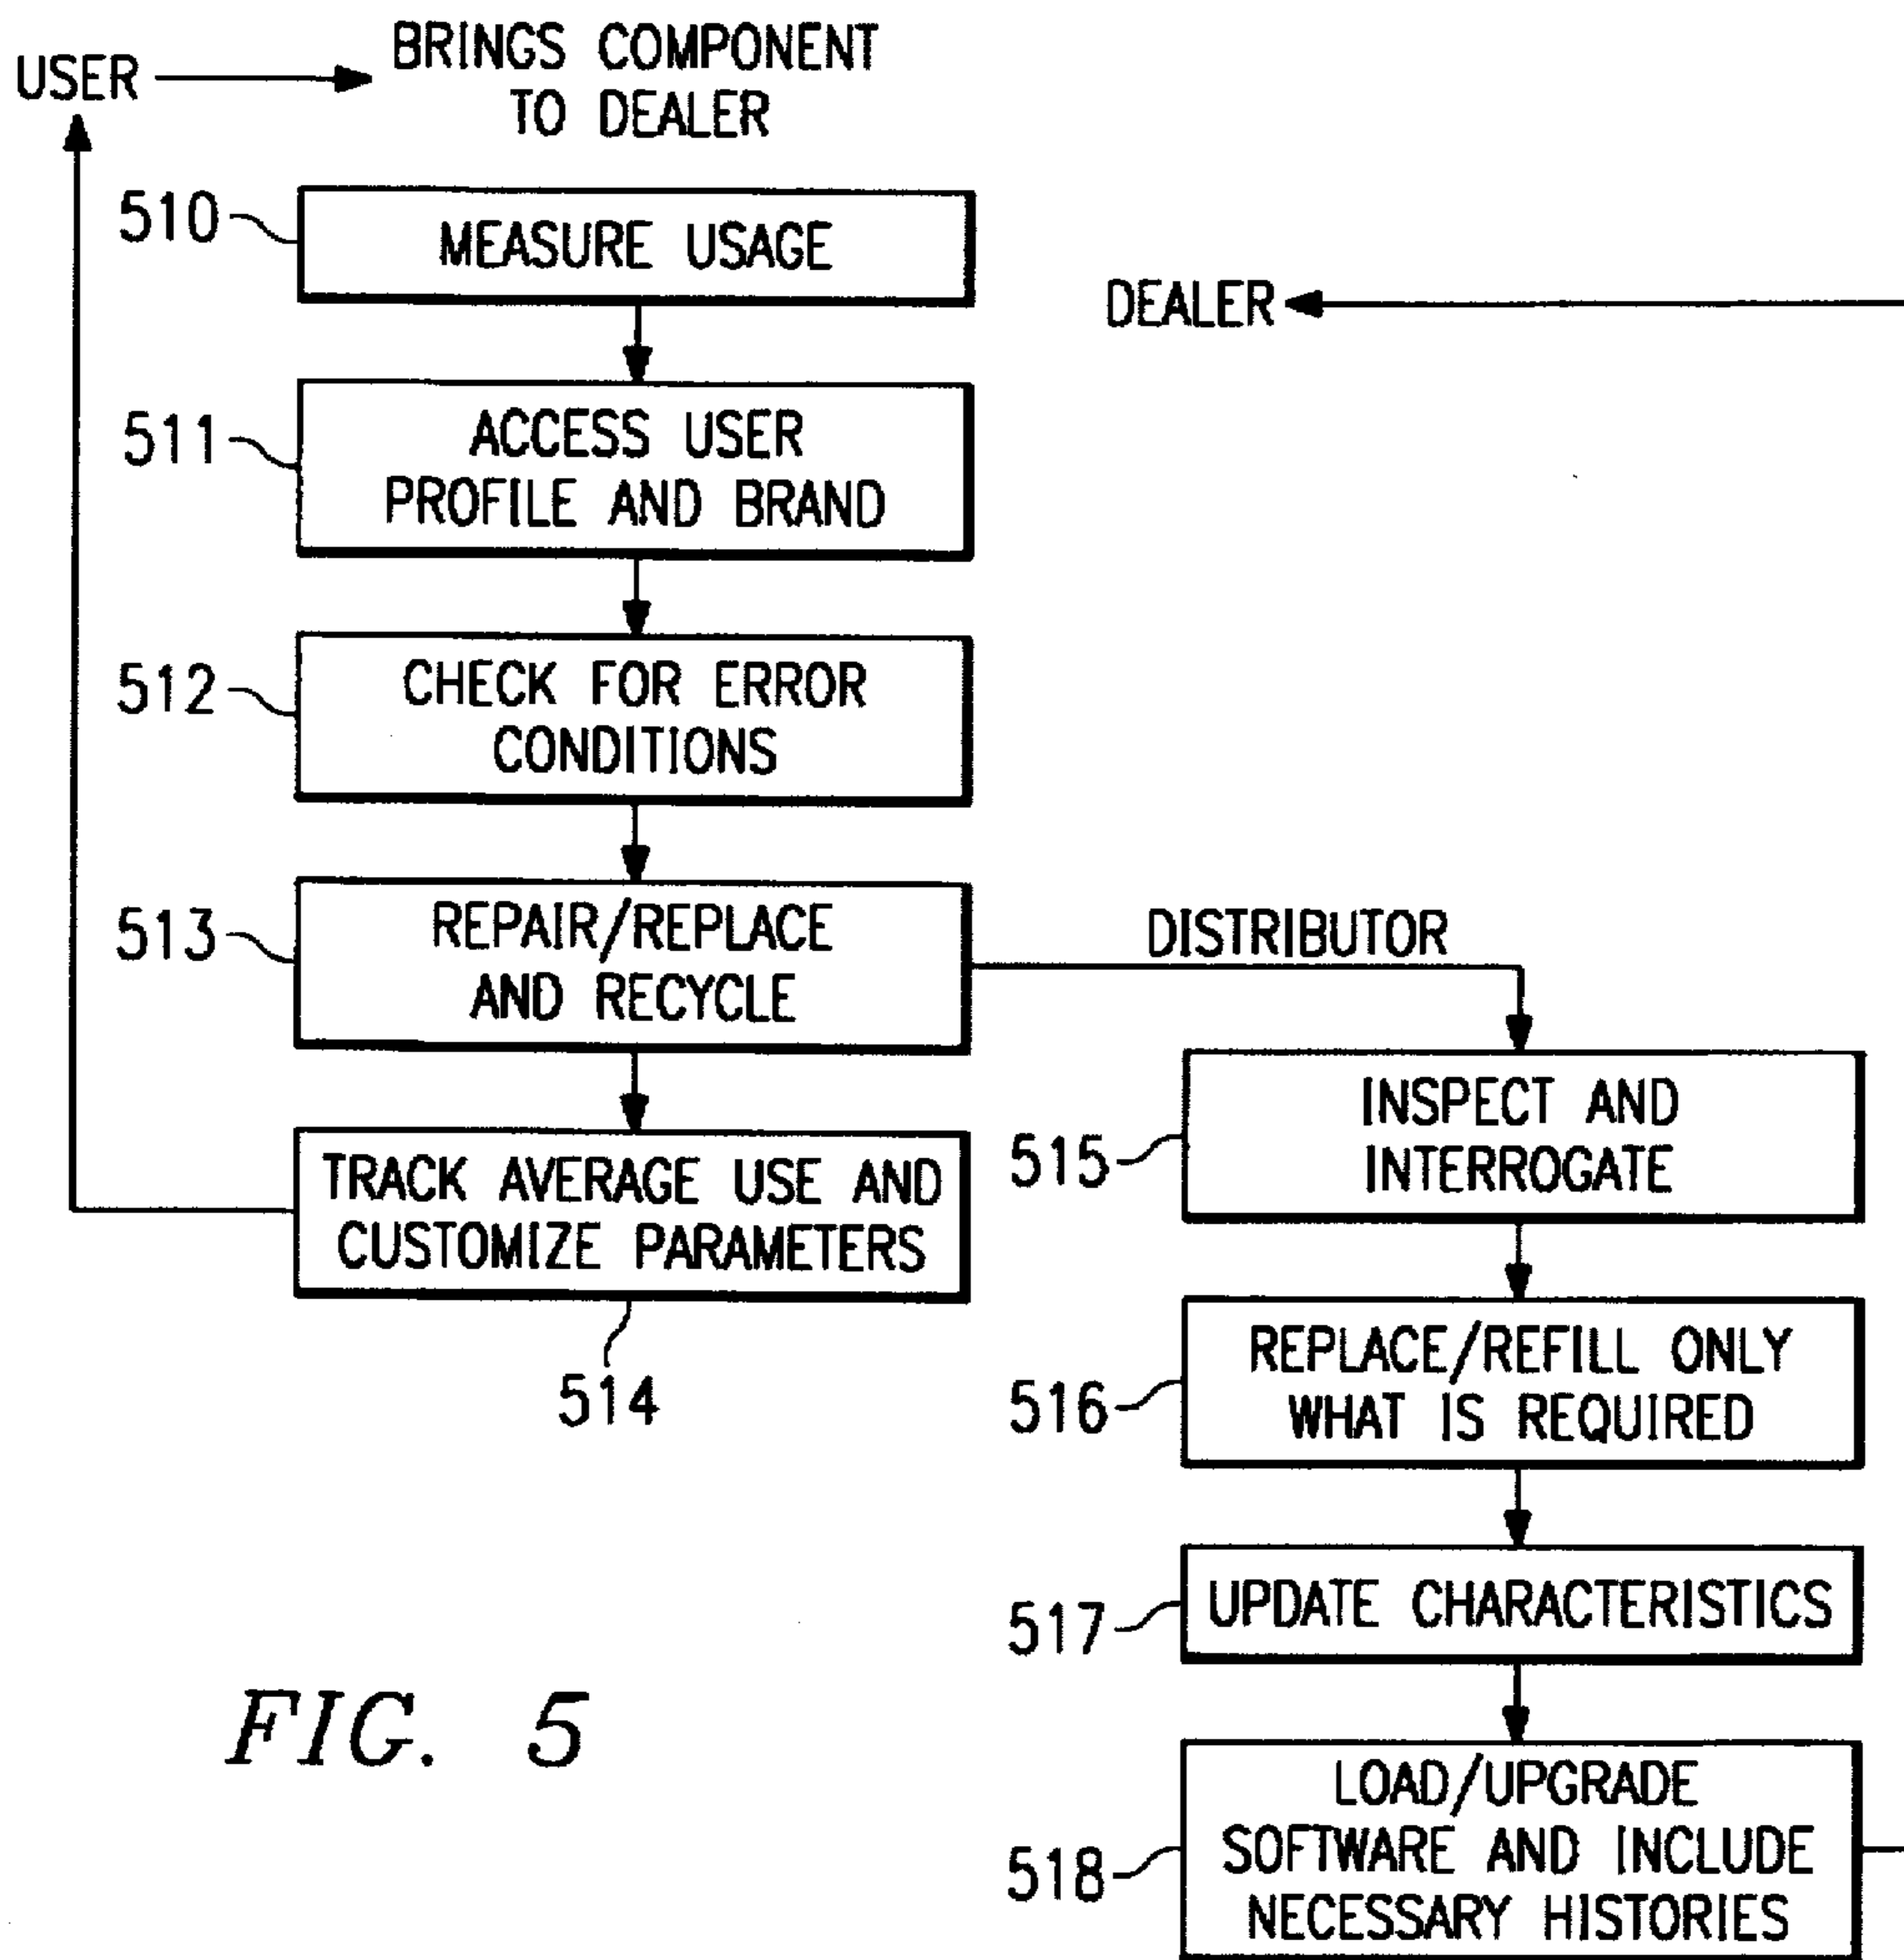 USER
BRINGS COMPONENT
TO DEALER
510
MEASURE USAGE
DEALER
511
ACCESS USER
PROFILE AND BRAND
512
CHECK FOR ERROR
CONDITIONS
513
REPAIR/REPLACE
AND RECYCLE
DISTRIBUTOR
TRACK AVERAGE USE AND
CUSTOMIZE PARAMETERS
514
515
INSPECT AND
INTERROGATE
516
REPLACE/REFILL ONLY
WHAT IS REQUIRED
517
UPDATE CHARACTERISTICS
518
LOAD/UPGRADE
SOFTWARE AND INCLUDE
NECESSARY HISTORIES
FIG. 5